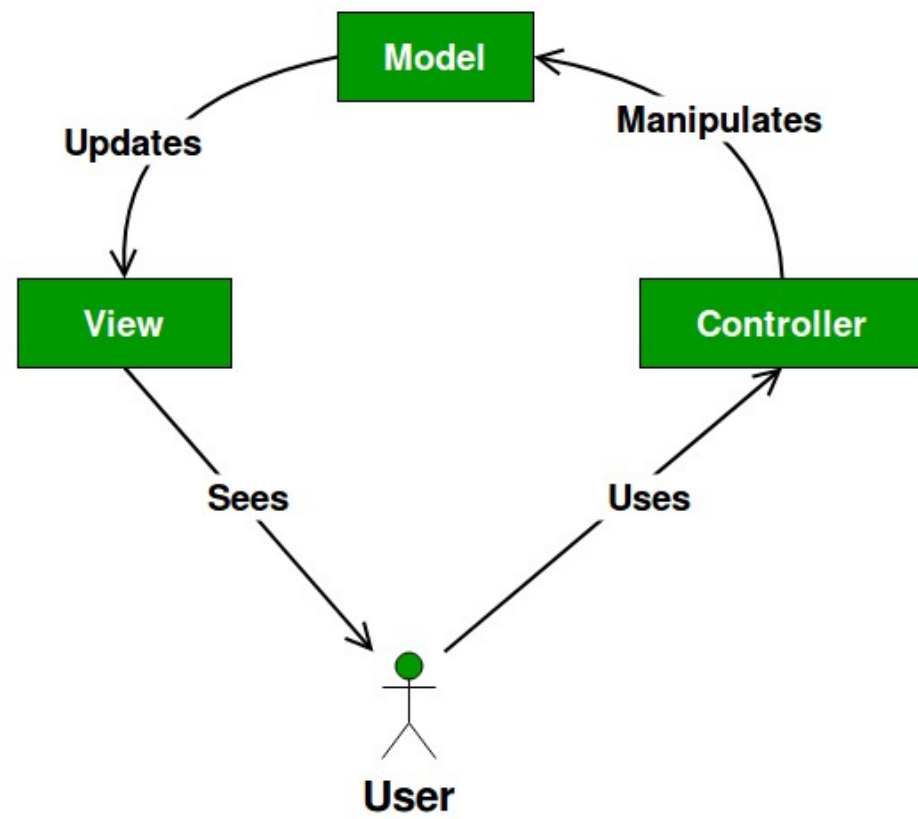 Model
Manipulates
Updates
View
Controller
Sees
Uses
User